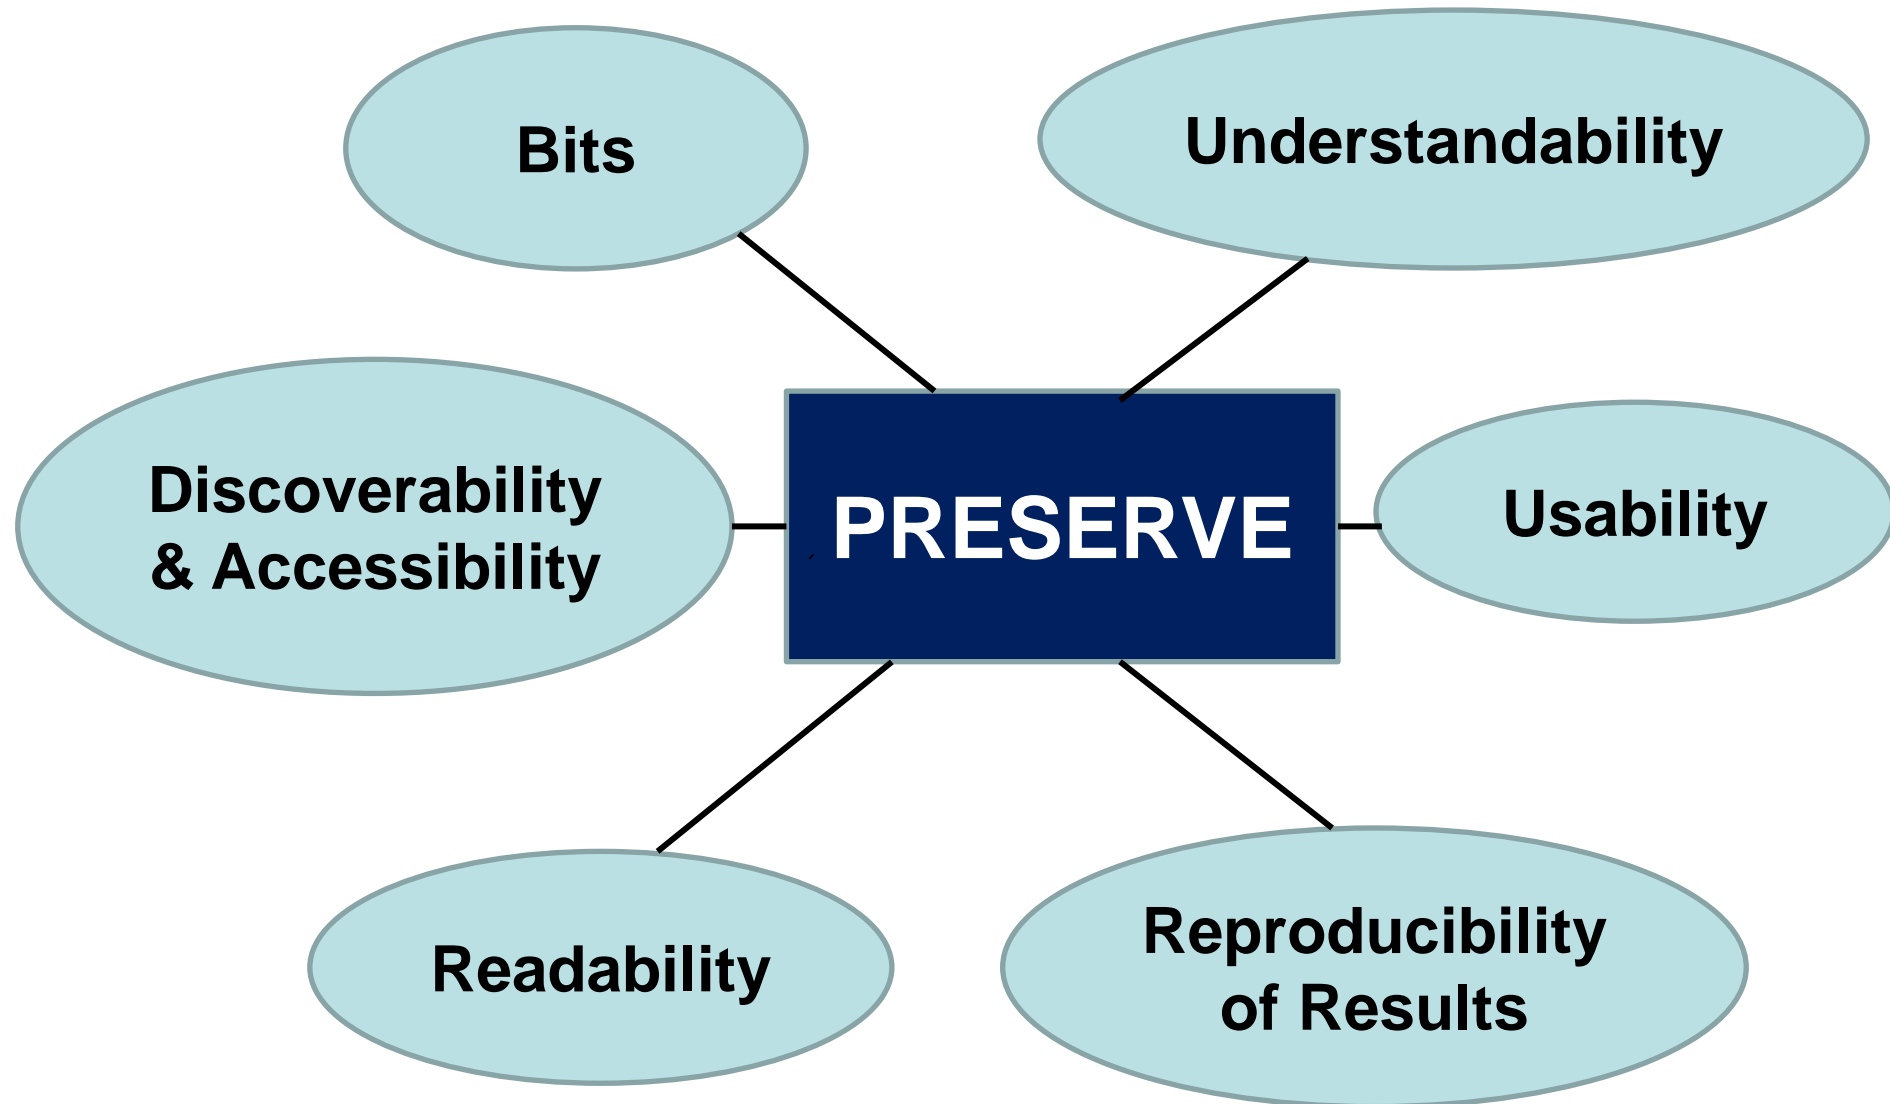 Bits
Understandability
Discoverability
& Accessibility
PRESERVE
Usability
Readability
Reproducibility
of Results